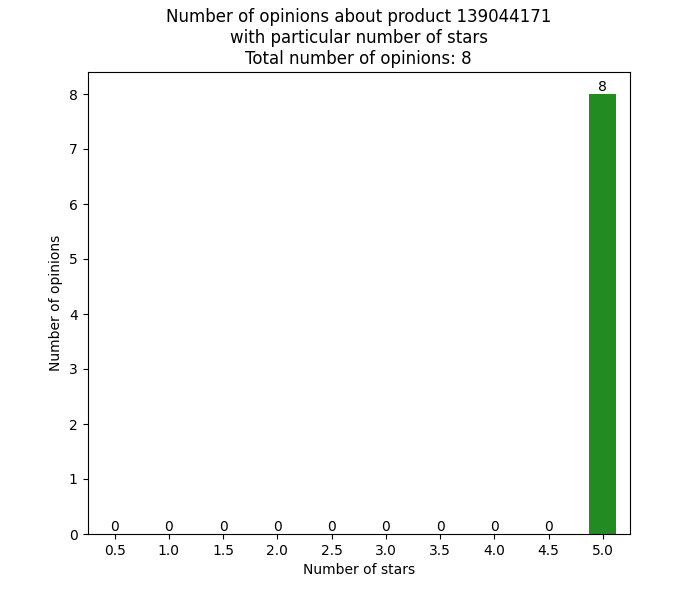 Number of opinions about product 139044171
with particular number of stars
Total number of opinions: 8
8
8
7
6
5
4
3
2
1
0
Number of opinions
0 0 0 0 0 0 0 0 0
0.5 1.0 1.5 2.0 2.5 3.0 3.5 4.0 4.5 5.0
Number of stars